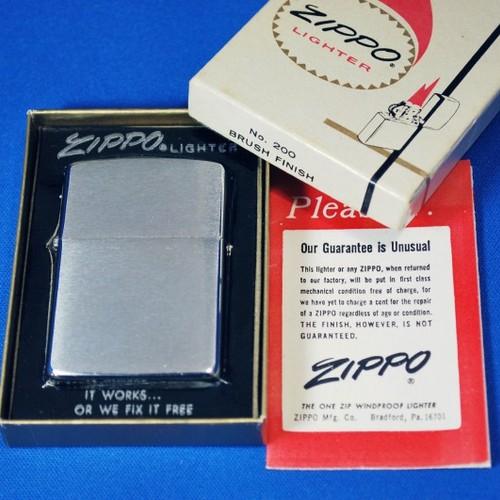 ZIPPO®
LIGHTER
No. 200
BRUSH FINISH
ZIPPO® LIGHTER
IT WORKS...
OR WE FIX IT FREE
Our Guarantee is Unusual
This lighter or any ZIPPO, when returned
to our factory, will be put in first class
mechanical condition free of charge, for
we have yet to charge a cent for the repair
of a ZIPPO regardless of age or condition.
THE FINISH, HOWEVER, IS NOT
GUARANTEED.
ZIPPO®
THE ONE ZIP WINDPROOF LIGHTER
ZIPPO Mfg. Co. Bradford, Pa. 16701